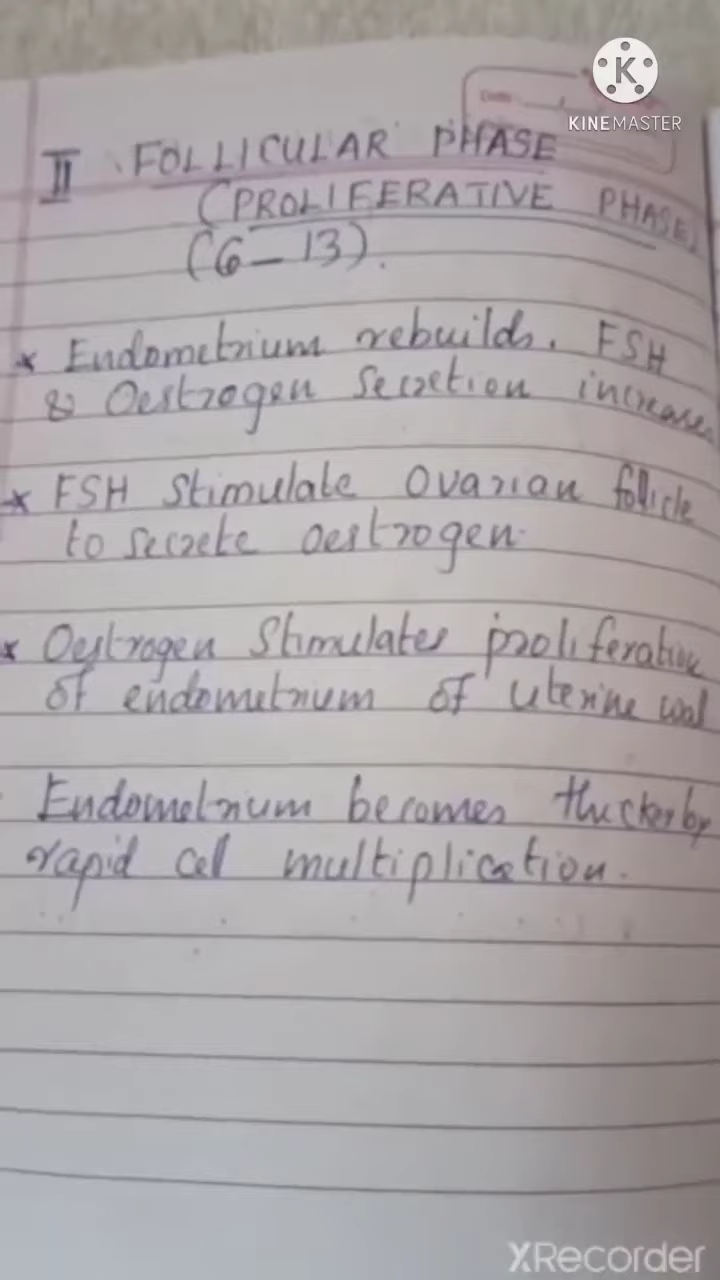 KINEMASTER
II . FOLLICULAR PHASE
(PROLIFERATIVE PHASE)
(6-13).
* Endometrium rebuilds. FSH
& Oestrogen Secretion increase
* FSH Stimulate Ovarian follicle
to secrete oestrogen.
* Oestrogen Stimulates proliferation
of endometrium of uterine wal
Endometrium becomes thicker by
rapid cell multiplication.
XRecorder